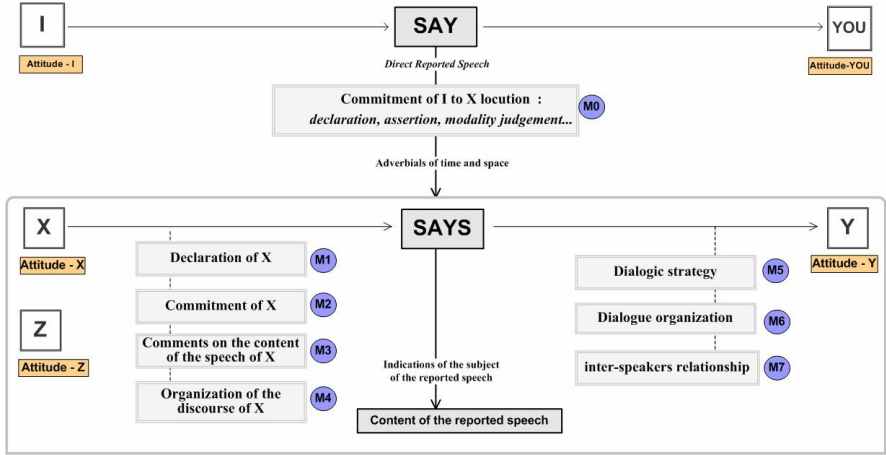 I
SAY
YOU
Attitude - I
Attitude-YOU
Direct Reported Speech
Commitment of I to X locution :
declaration, assertion, modality judgement...
M0
Adverbials of time and space
X
SAYS
Y
Attitude - X
Attitude - Y
Declaration of X
M1
Commitment of X
M2
Comments on the content
of the speech of X
M3
Organization of the
discourse of X
M4
Z
Attitude - Z
Dialogic strategy
M5
Dialogue organization
M6
inter-speakers relationship
M7
Indications of the subject
of the reported speech
Content of the reported speech